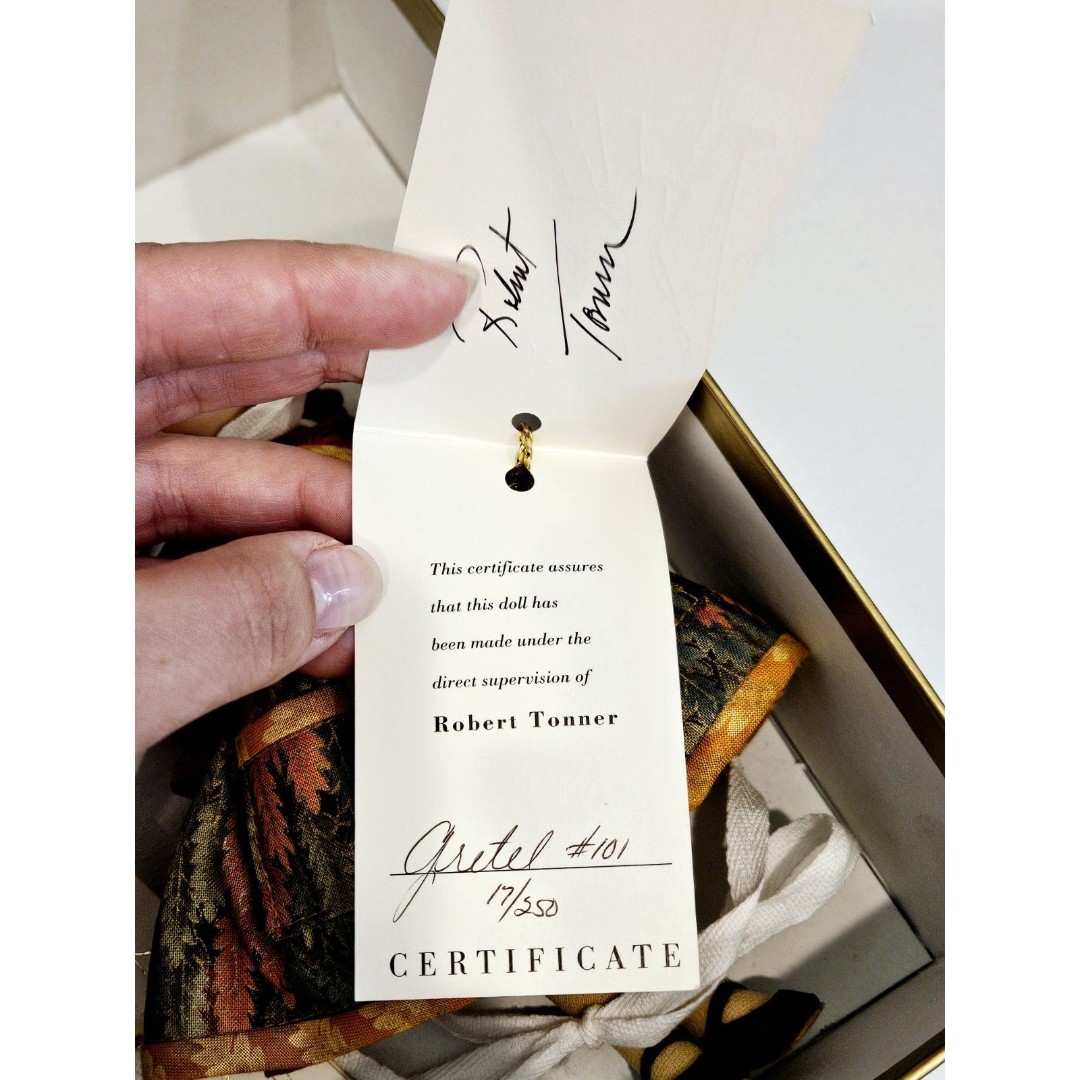 Robert Tonner
This certificate assures
that this doll has
been made under the
direct supervision of
Robert Tonner
Gretel #101
17/250
CERTIFICATE